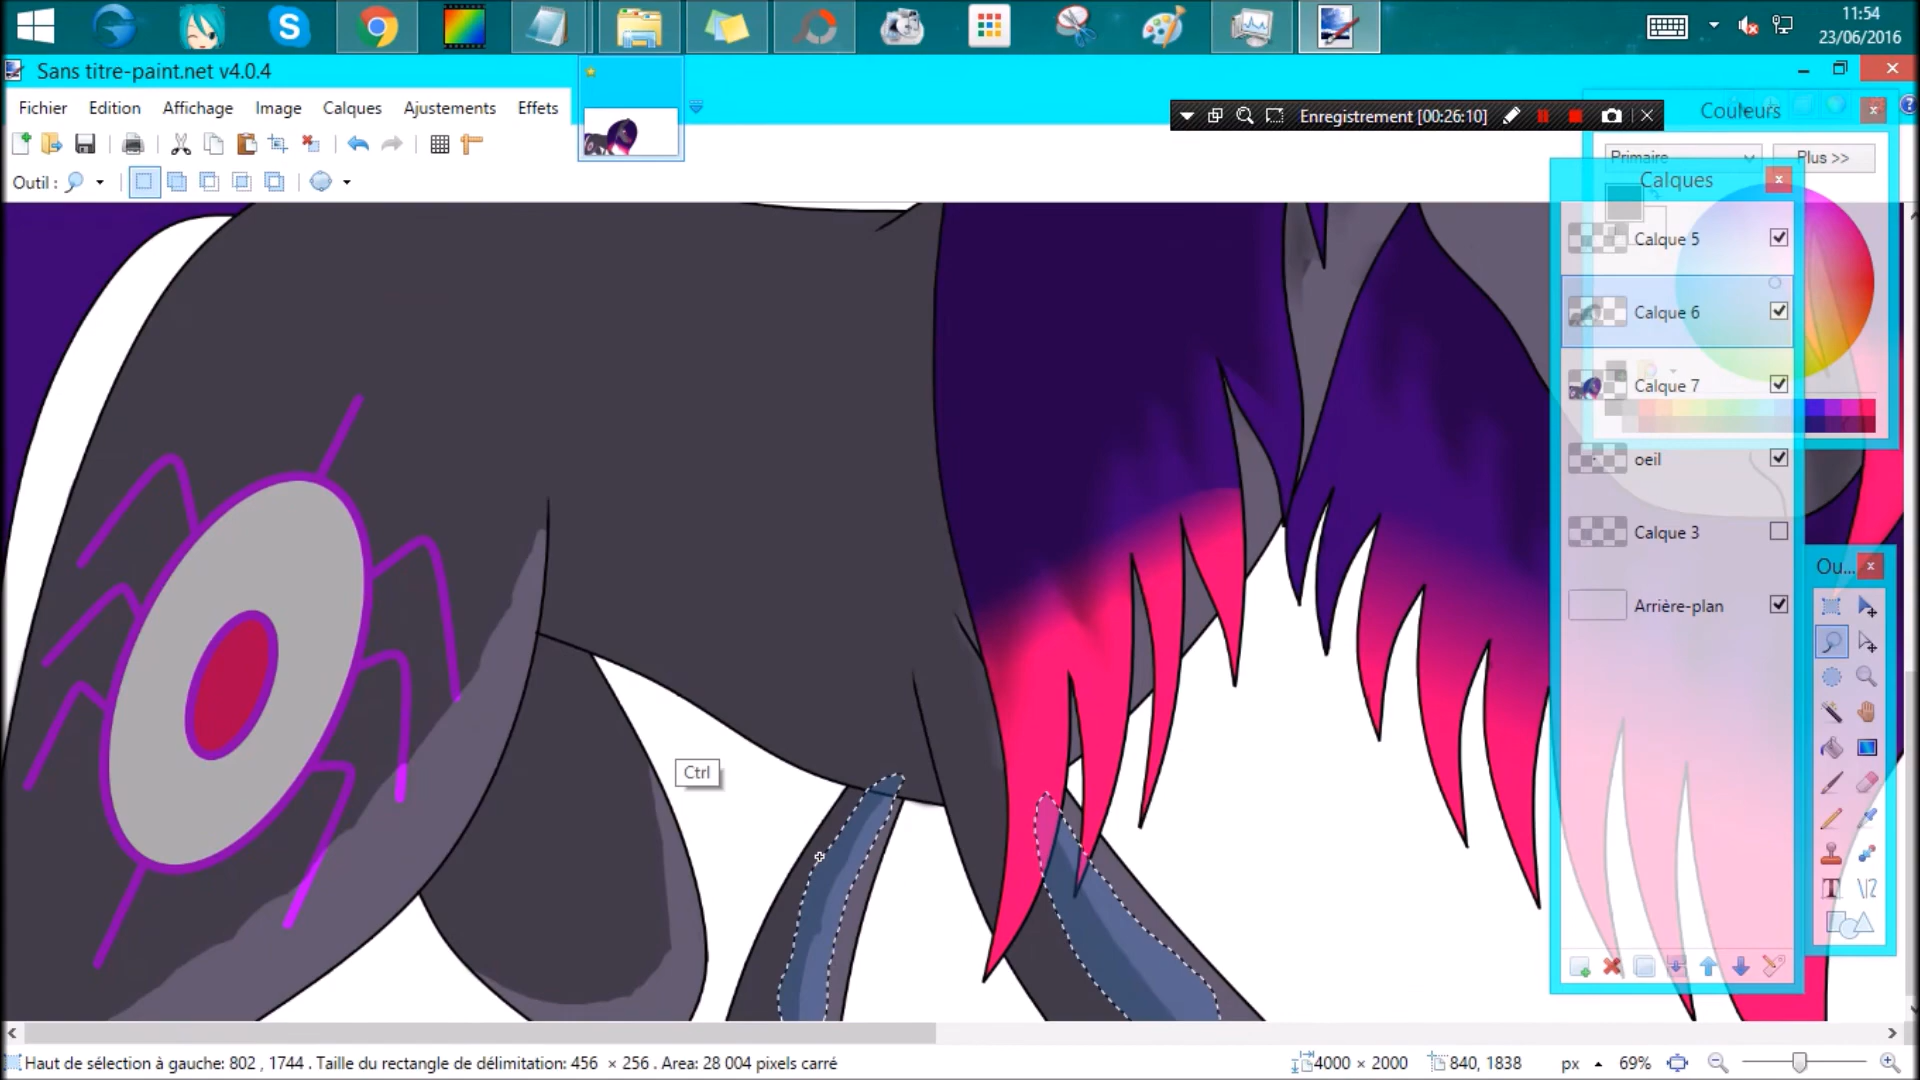 11:54
23/06/2016
Sans titre-paint.net v4.0.4
Fichier Edition Affichage Image Calques Ajustements Effets
Enregistrement [00:26:10]
Couleurs
Primaire Plus >>
Outil :
Calques
Calque 5
Calque 6
Calque 7
oeil
Calque 3
Arrière-plan
Ou...
Ctrl
Haut de sélection à gauche: 802 , 1744 . Taille du rectangle de délimitation: 456 × 256 . Area: 28 004 pixels carré
4000 × 2000 840, 1838 px 69%